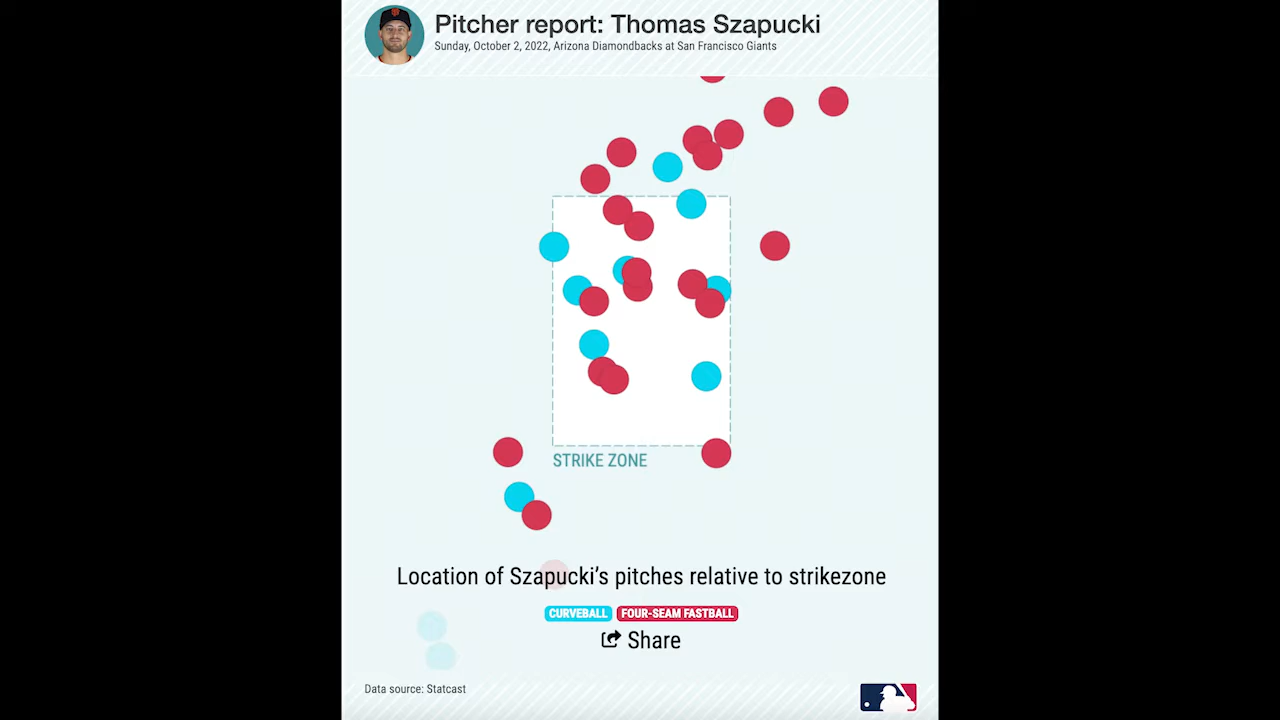 Pitcher report: Thomas Szapucki
Sunday, October 2, 2022, Arizona Diamondbacks at San Francisco Giants
STRIKE ZONE
Location of Szapucki’s pitches relative to strikezone
CURVEBALL FOUR-SEAM FASTBALL
Share
Data source: Statcast